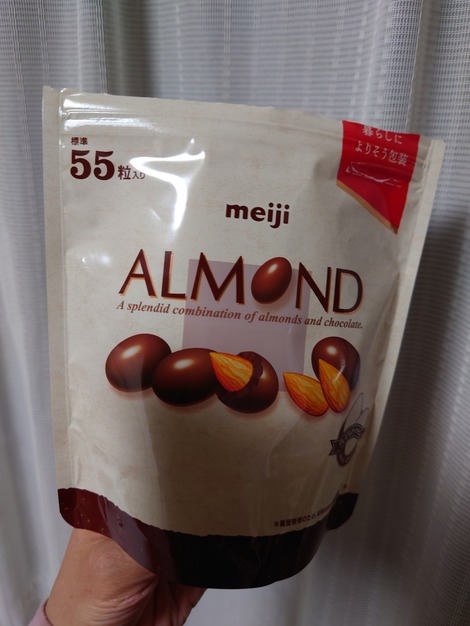 標準
55粒入り
暮らしに
よりそう包装
meiji
ALMOND
A splendid combination of almonds and chocolate.